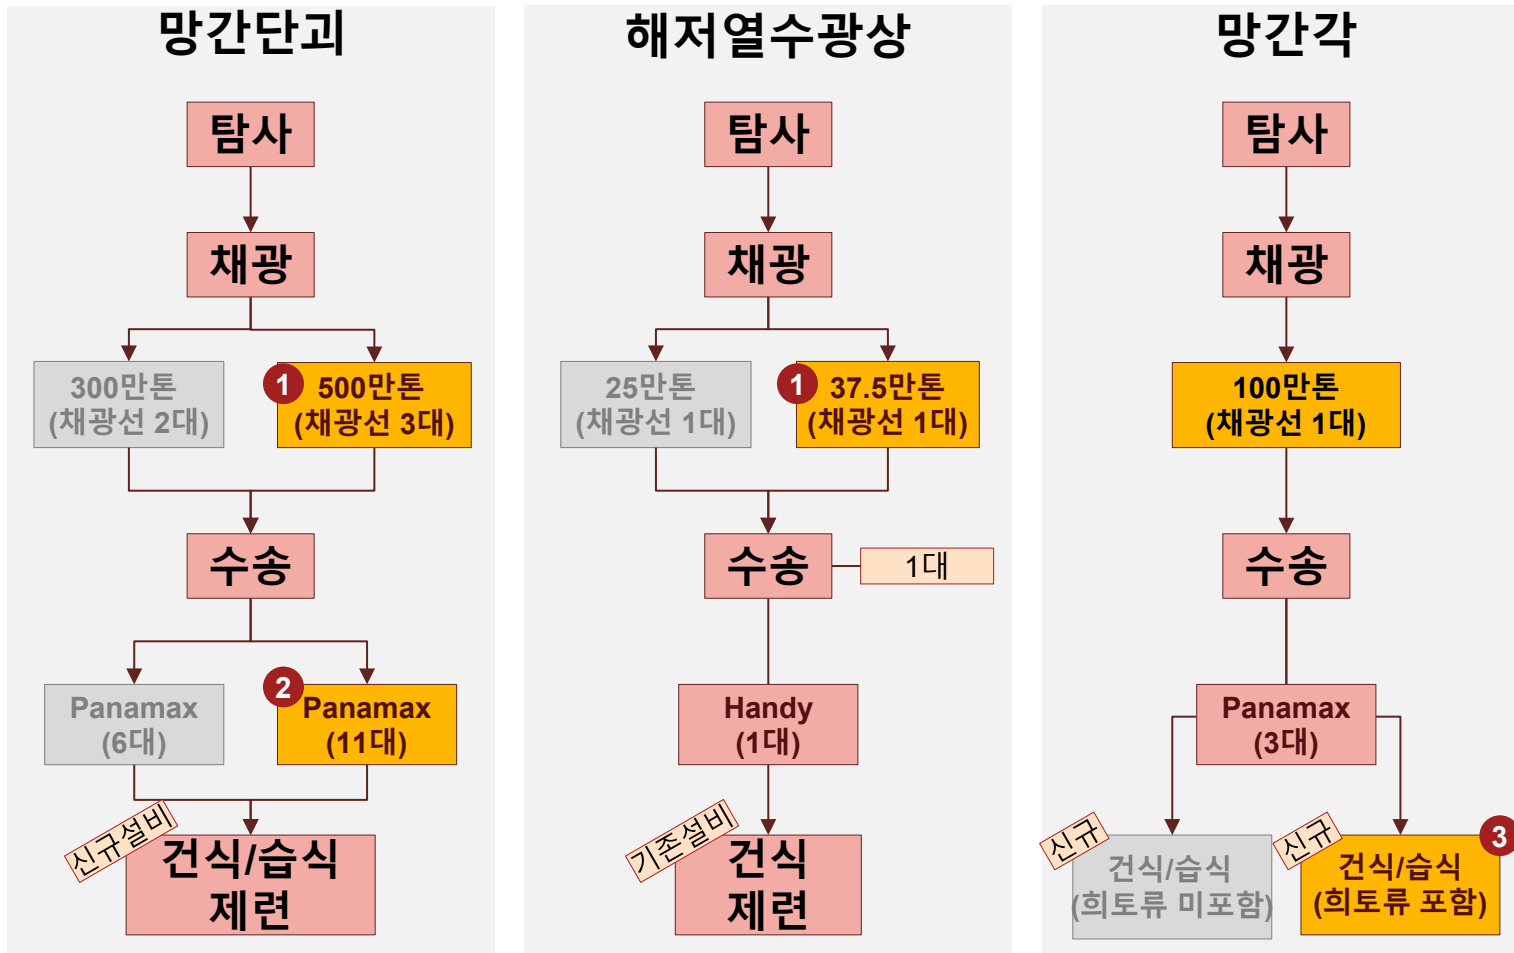 망간단괴
탐사
채광
300만톤
(채광선 2대)
1
500만톤
(채광선 3대)
수송
Panamax
(6대)
2
Panamax
(11대)
신규설비
건식/습식
제련
해저열수광상
탐사
채광
25만톤
(채광선 1대)
1
37.5만톤
(채광선 1대)
수송
1대
Handy
(1대)
기존설비
건식
제련
망간각
탐사
채광
100만톤
(채광선 1대)
수송
Panamax
(3대)
신규
건식/습식
(희토류 미포함)
신규
3
건식/습식
(희토류 포함)